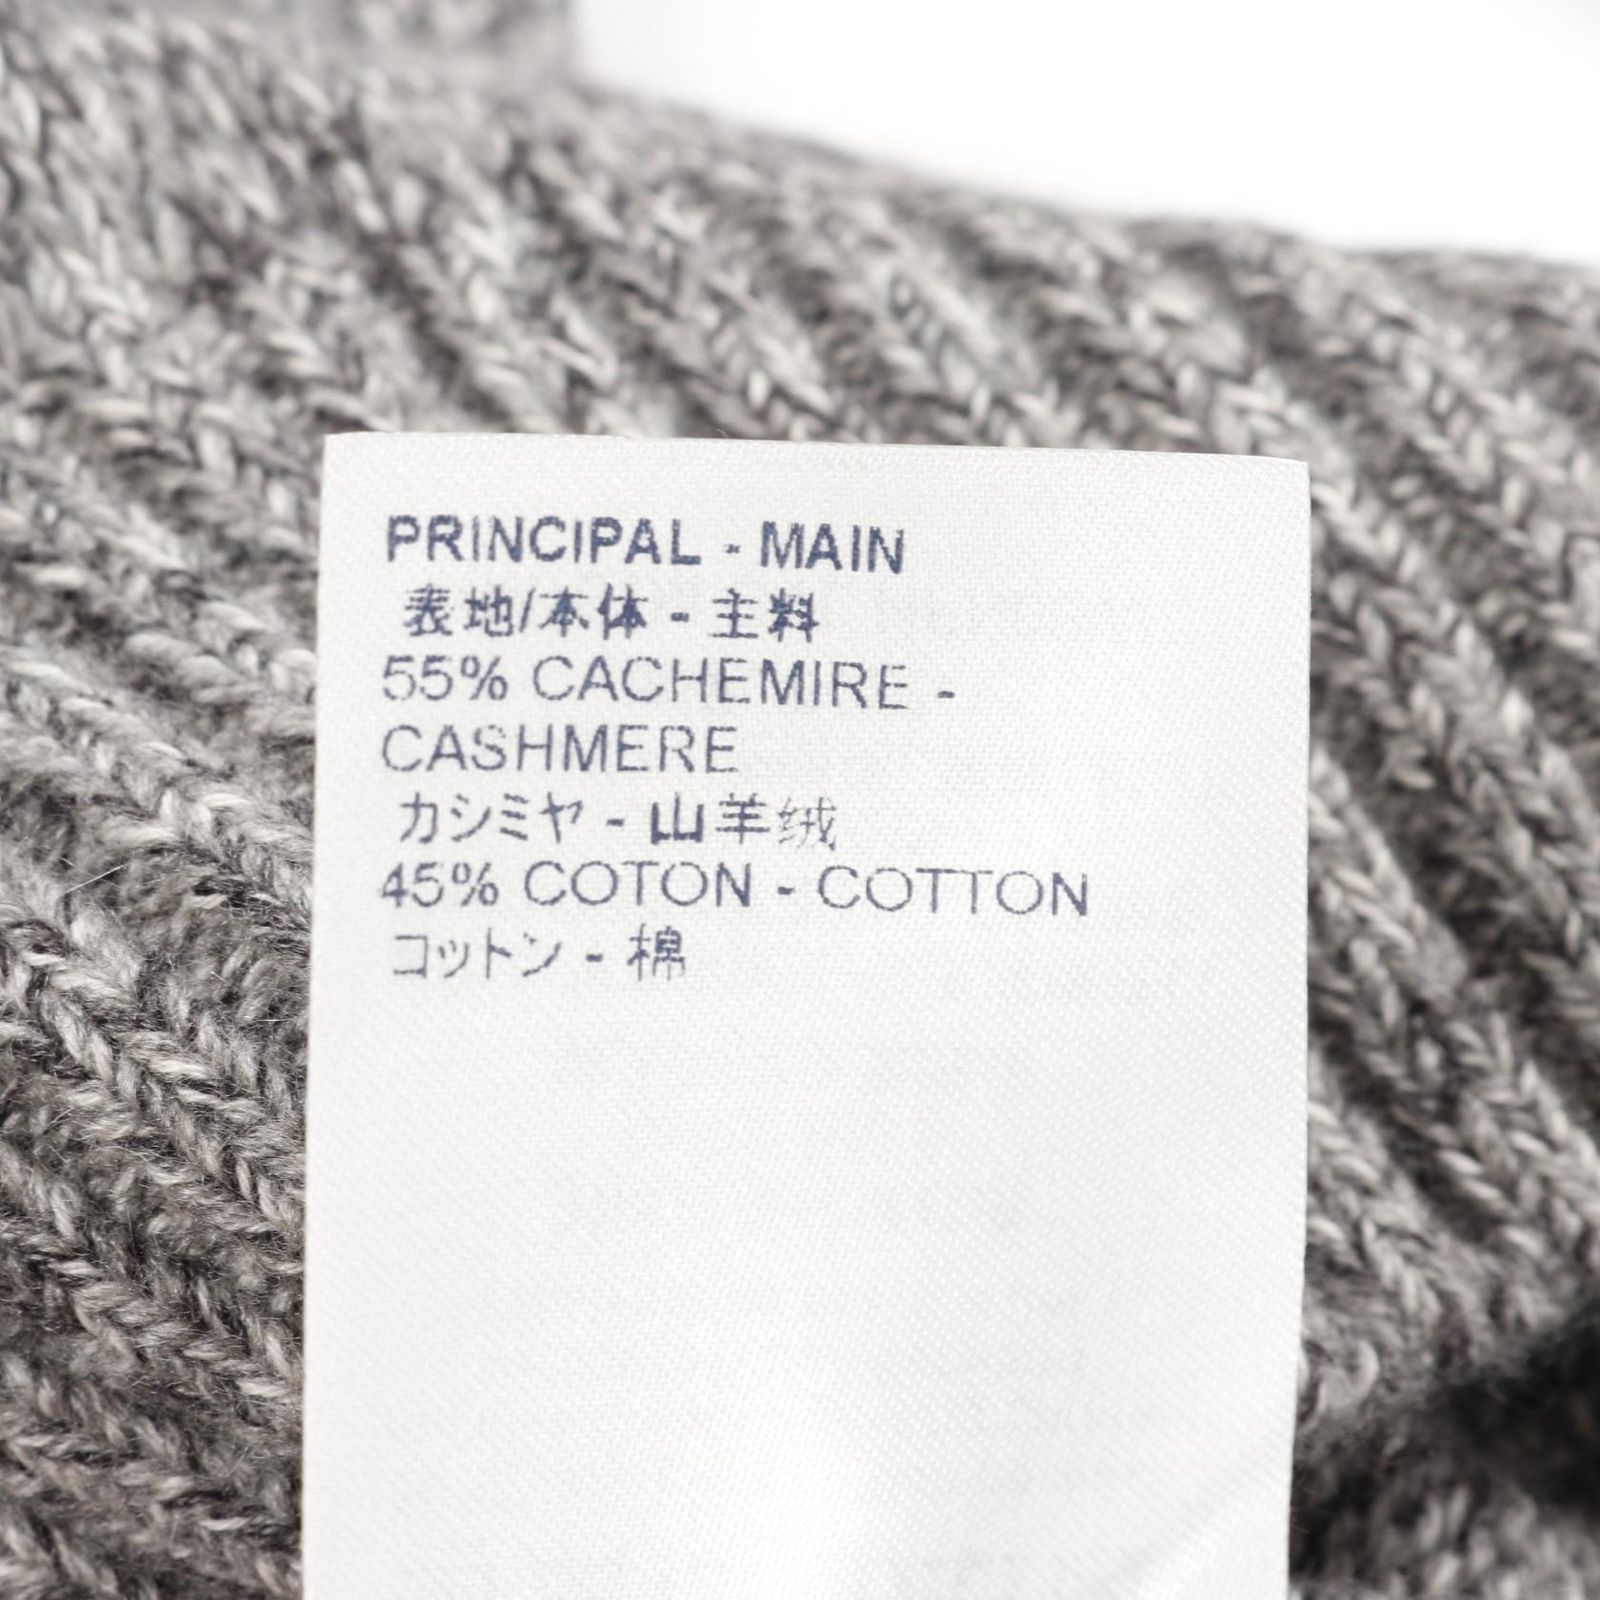 PRINCIPAL - MAIN
表地/本体 - 主料
55% CACHEMIRE -
CASHMERE
カシミヤ - 山羊绒
45% COTON - COTTON
コットン - 棉